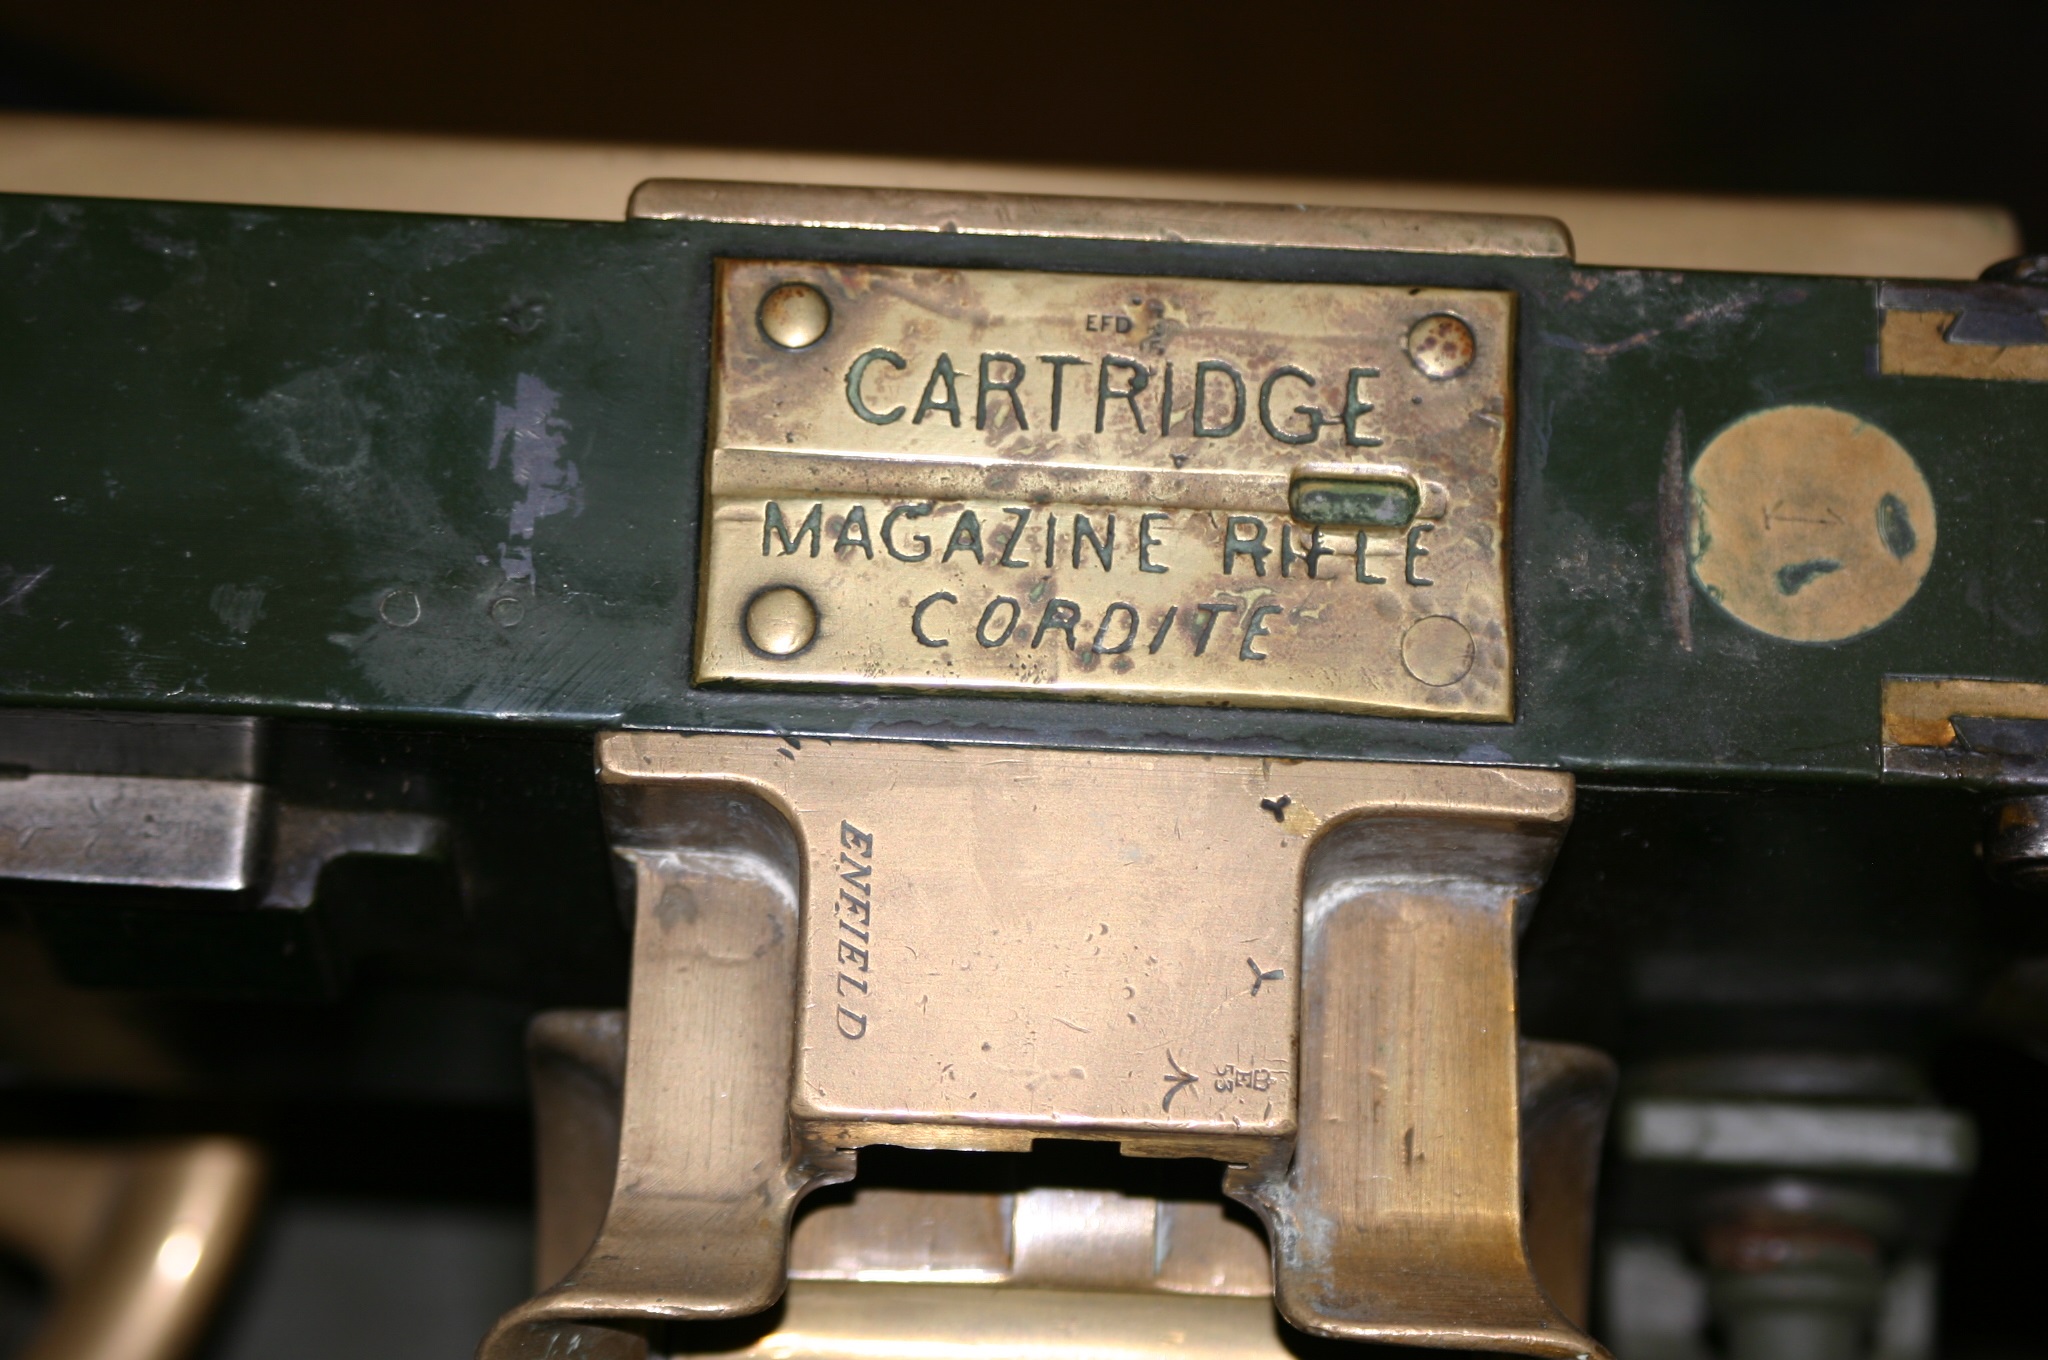 EFD
CARTRIDGE
MAGAZINE RIFLE
CORDITE
ENFIELD
E
53